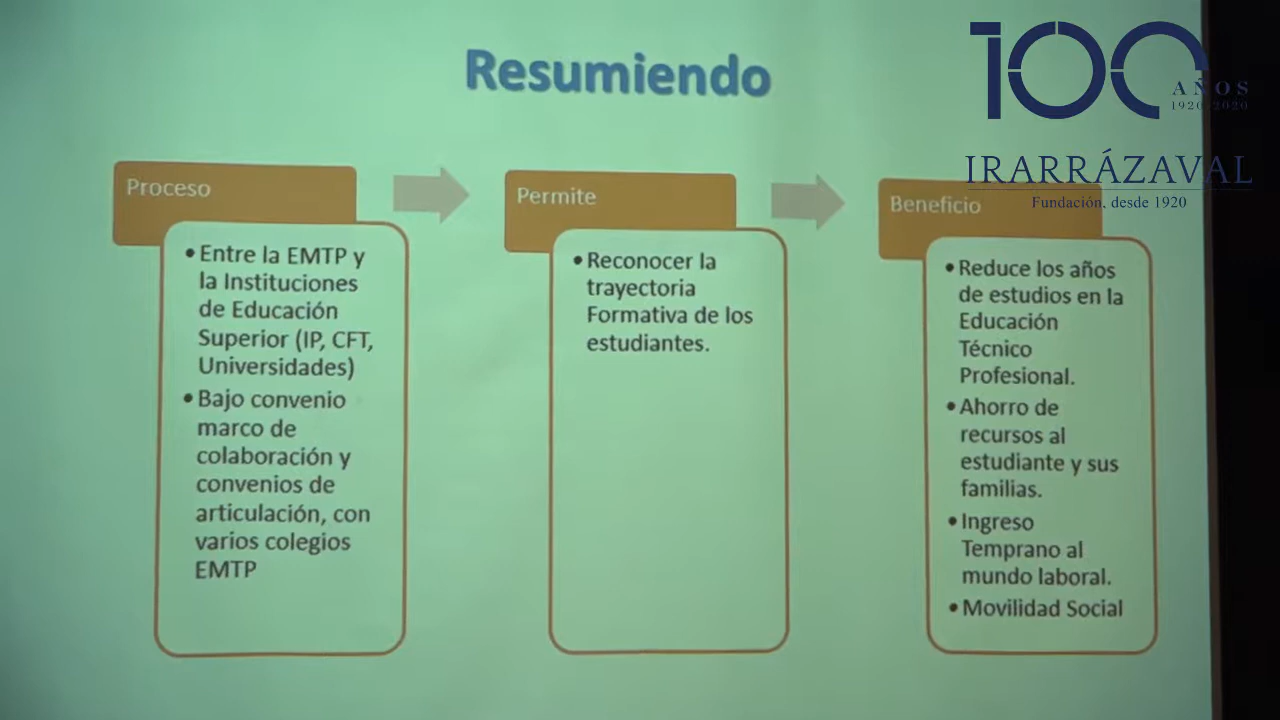 Resumiendo
100
AÑOS
1920-2020
IRARRÁZAVAL
Fundación, desde 1920
Proceso
• Entre la EMTP y
la Instituciones
de Educación
Superior (IP, CFT,
Universidades)
• Bajo convenio
marco de
colaboración y
convenios de
articulación, con
varios colegios
EMTP
Permite
• Reconocer la
trayectoria
Formativa de los
estudiantes.
Beneficio
• Reduce los años
de estudios en la
Educación
Técnico
Profesional.
• Ahorro de
recursos al
estudiante y sus
familias.
• Ingreso
Temprano al
mundo laboral.
• Movilidad Social